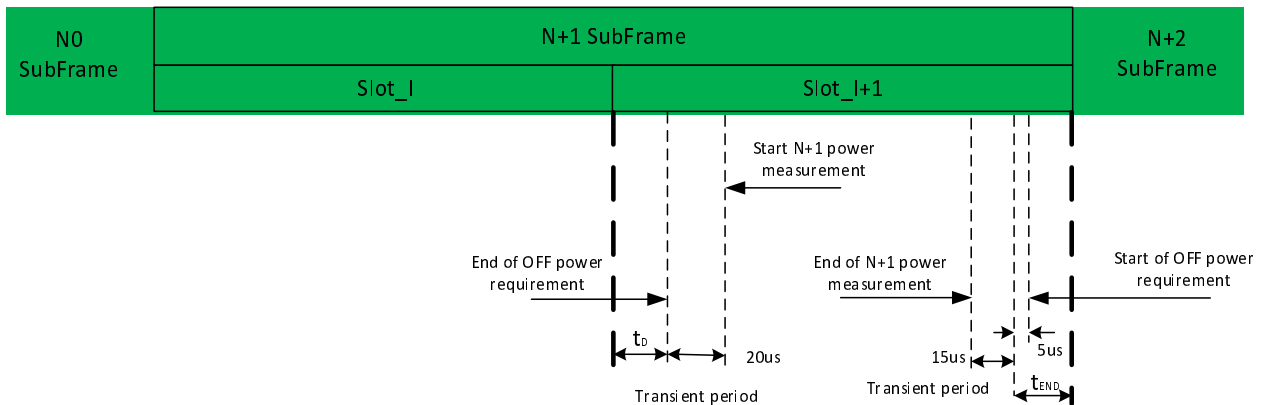 N0
SubFrame
N+1 SubFrame
N+2
SubFrame
Slot_I
Slot_I+1
Start N+1 power
measurement
End of OFF power
requirement
End of N+1 power
measurement
Start of OFF power
requirement
tD
20us
15us
5us
Transient period
Transient period
tEND